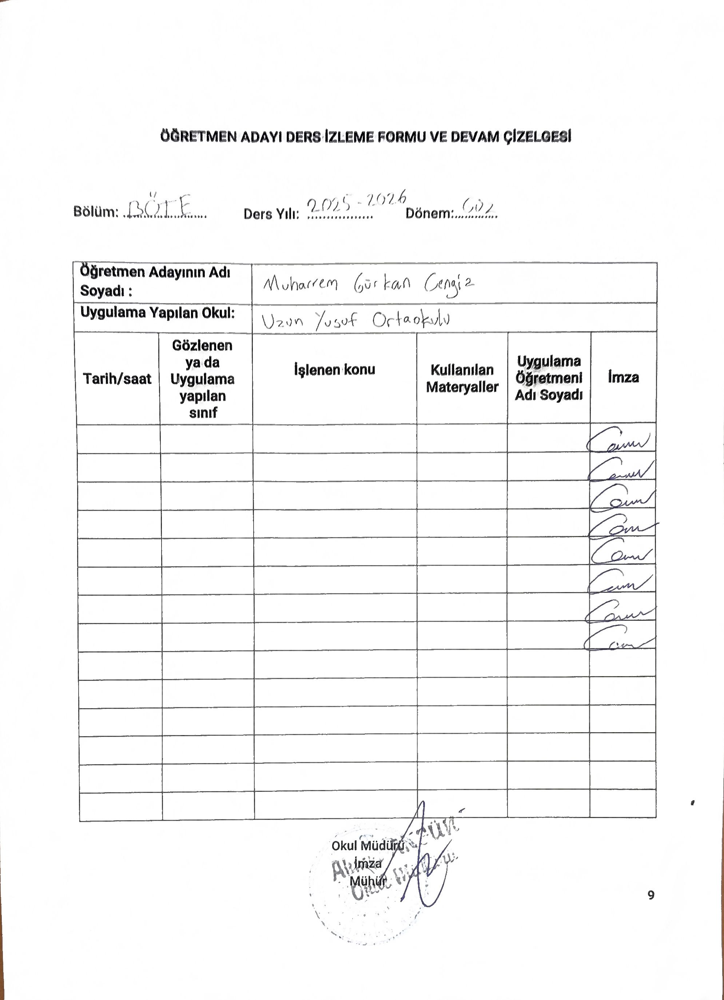 ÖĞRETMEN ADAYI DERS İZLEME FORMU VE DEVAM ÇİZELGESİ
Bölüm: BÖTE Ders Yılı: 2025-2026 Dönem: Güz
Öğretmen Adayının Adı
Soyadı :
Muharrem Gürkan Cengiz
Uygulama Yapılan Okul:
Uzun Yusuf Ortaokulu
Tarih/saat
Gözlenen
ya da
Uygulama
yapılan
sınıf
İşlenen konu
Kullanılan
Materyaller
Uygulama
Öğretmeni
Adı Soyadı
İmza
Okul Müdürü
İmza
Mühür
9